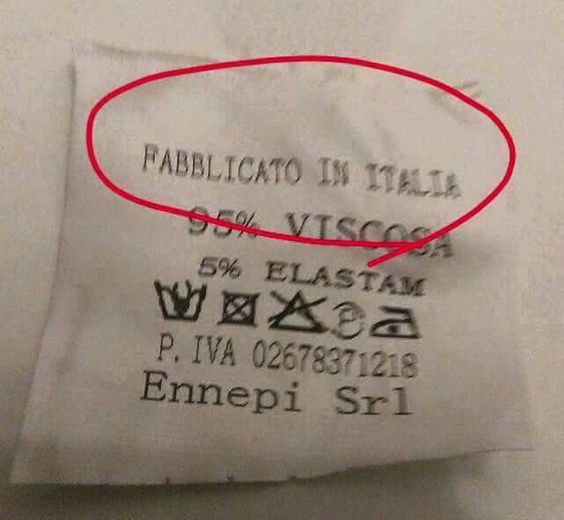 FABBLICATO IN ITALIA
95% VISCOSA
5% ELASTAM
P. IVA 02678371218
Ennepi Srl